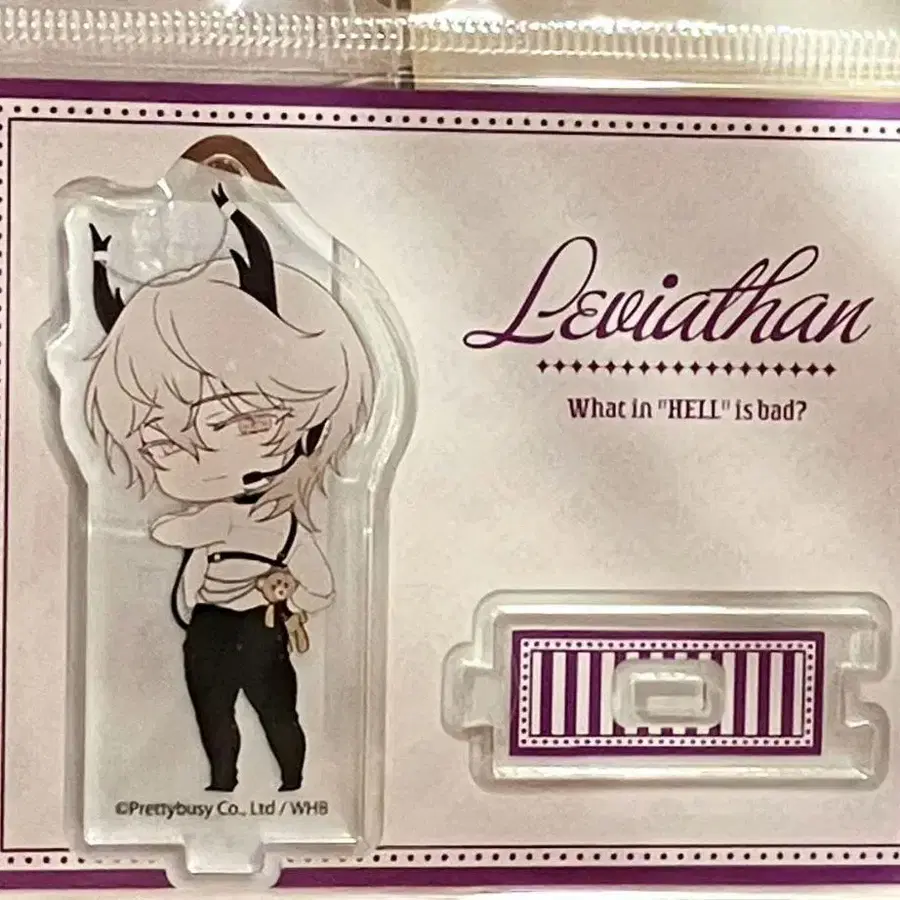 Leviathan
What in "HELL" is bad?
©Prettybusy Co., Ltd / WHB